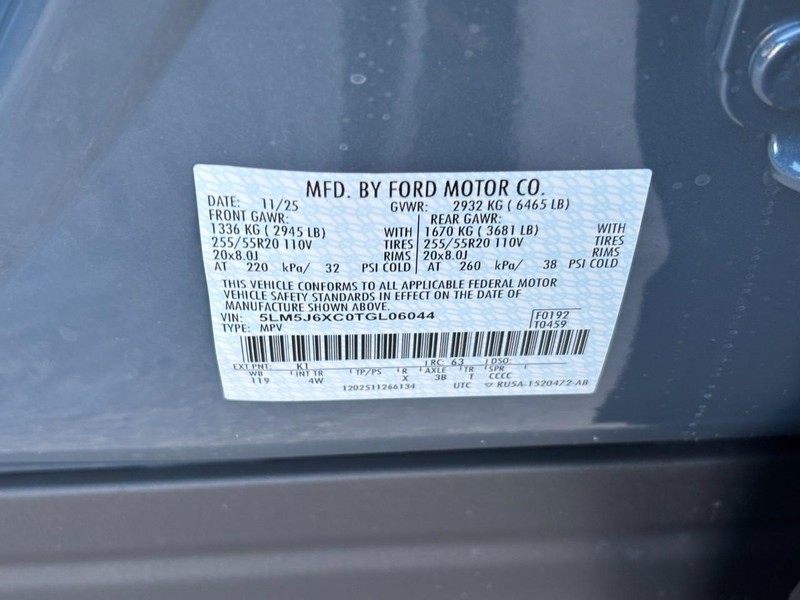 MFD. BY FORD MOTOR CO.
DATE: 11/25 GVWR: 2932 KG ( 6465 LB)
FRONT GAWR: REAR GAWR:
1336 KG ( 2945 LB) WITH 1670 KG ( 3681 LB) WITH
255/55R20 110V TIRES 255/55R20 110V TIRES
20x8.0J RIMS 20x8.0J RIMS
AT 220 kPa/ 32 PSI COLD AT 260 kPa/ 38 PSI COLD
THIS VEHICLE CONFORMS TO ALL APPLICABLE FEDERAL MOTOR
VEHICLE SAFETY STANDARDS IN EFFECT ON THE DATE OF
MANUFACTURE SHOWN ABOVE.
VIN: 5LM5J6XC0TGL06044 F0192
TYPE: MPV T0459
EXT PNT: K1 RC: 63 DSO:
WB INT TR TP/PS R AXLE TR SPR
119 4W X 3B T CCCC
1202511266134 UTC RU5A-1520472-AB